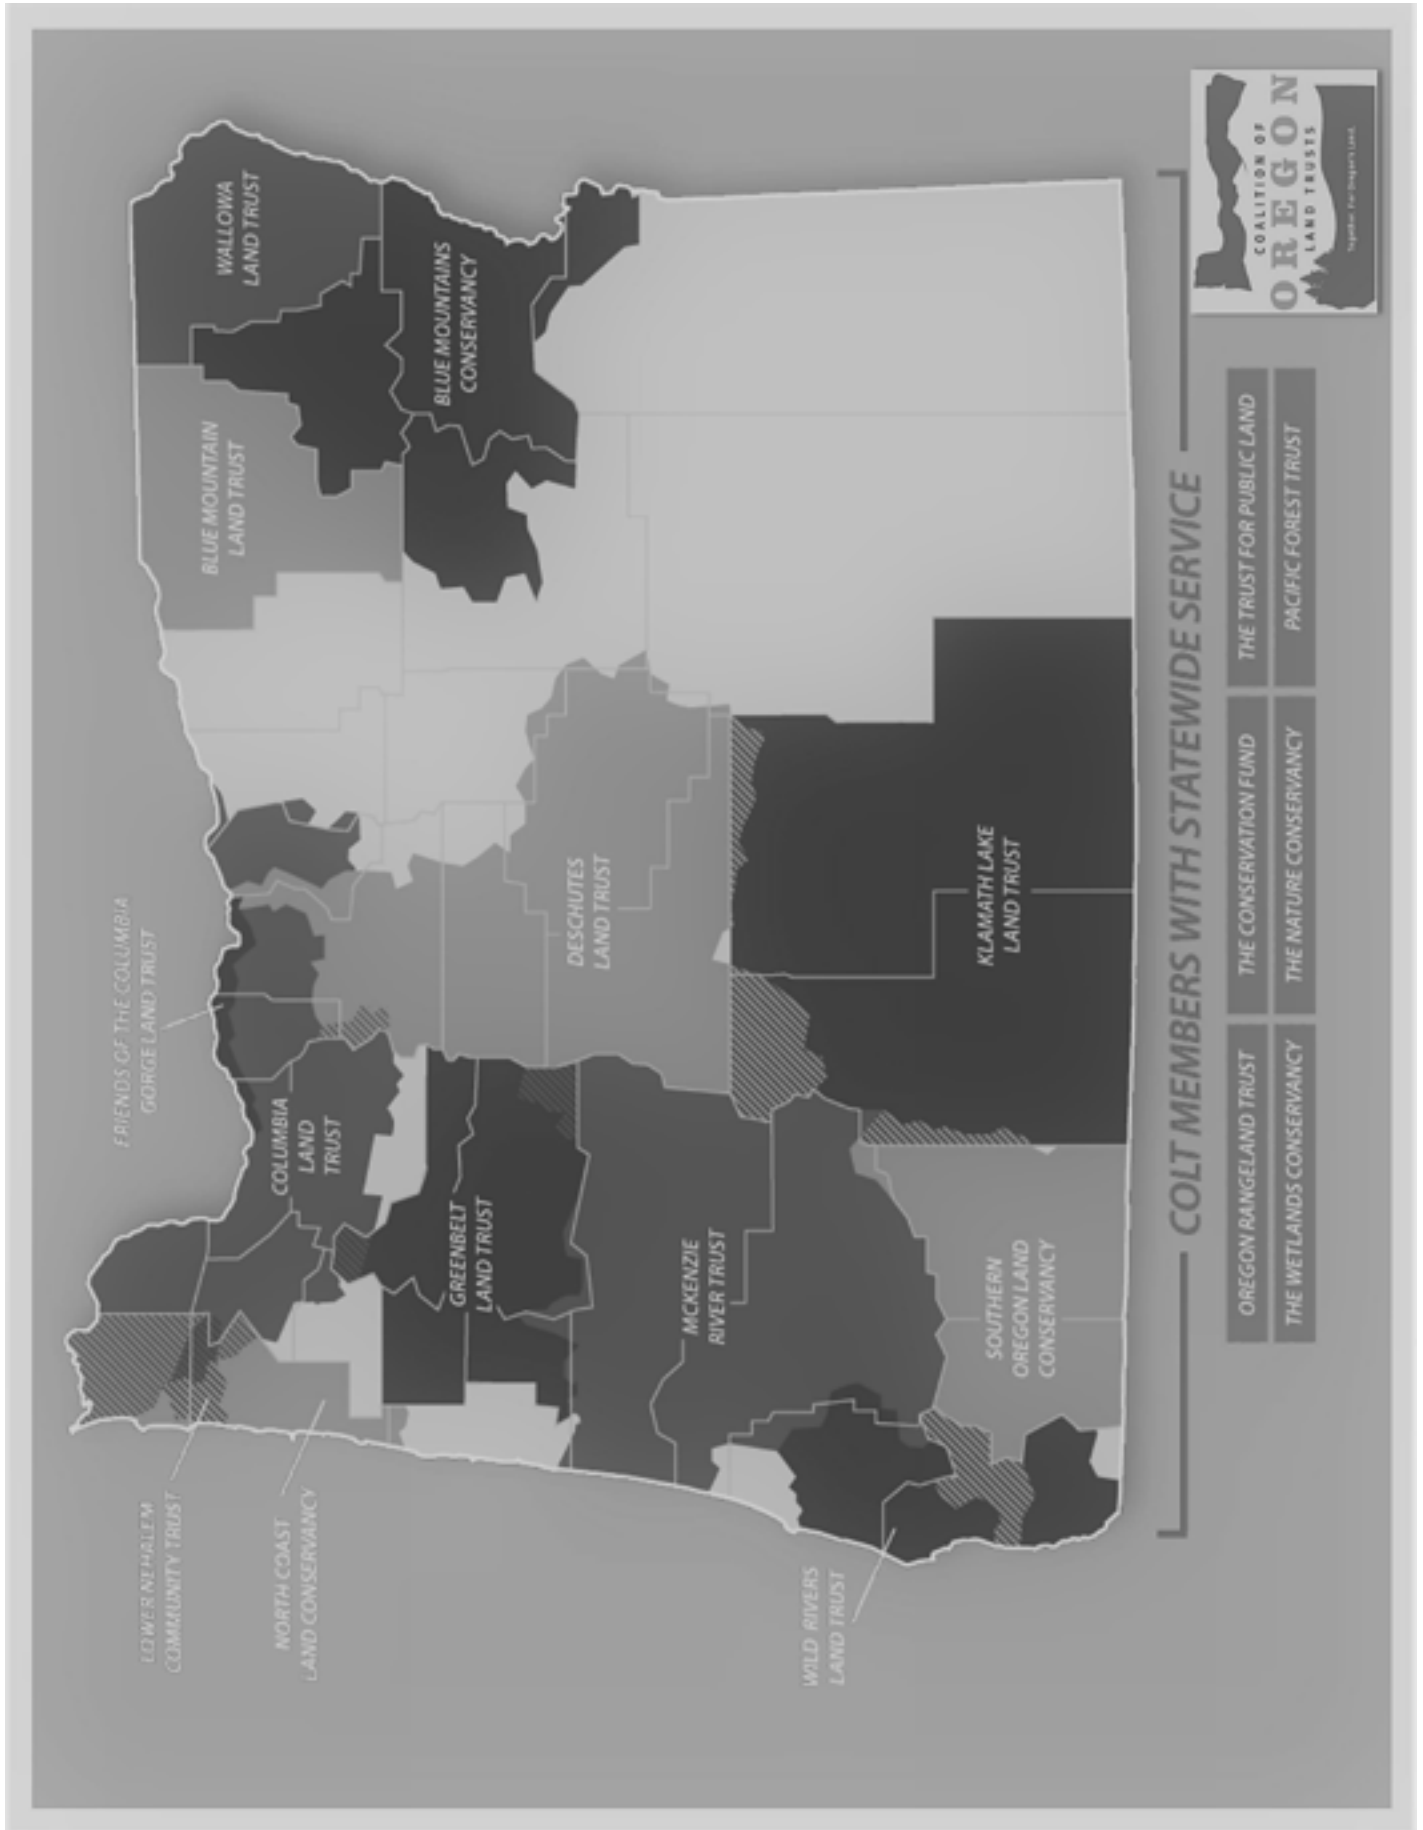 FRIENDS OF THE COLUMBIA
GORGE LAND TRUST
LOWER NEHALEM
COMMUNITY TRUST
NORTH COAST
LAND CONSERVANCY
COLUMBIA
LAND
TRUST
BLUE MOUNTAIN
LAND TRUST
WALLOWA
LAND TRUST
BLUE MOUNTAINS
CONSERVANCY
GREENBELT
LAND TRUST
DESCHUTES
LAND TRUST
MCKENZIE
RIVER TRUST
WILD RIVERS
LAND TRUST
SOUTHERN
OREGON LAND
CONSERVANCY
KLAMATH LAKE
LAND TRUST
COLT MEMBERS WITH STATEWIDE SERVICE
OREGON RANGELAND TRUST
THE CONSERVATION FUND
THE TRUST FOR PUBLIC LAND
THE WETLANDS CONSERVANCY
THE NATURE CONSERVANCY
PACIFIC FOREST TRUST
COALITION OF
OREGON
LAND TRUSTS
Together. For Oregon's Land.